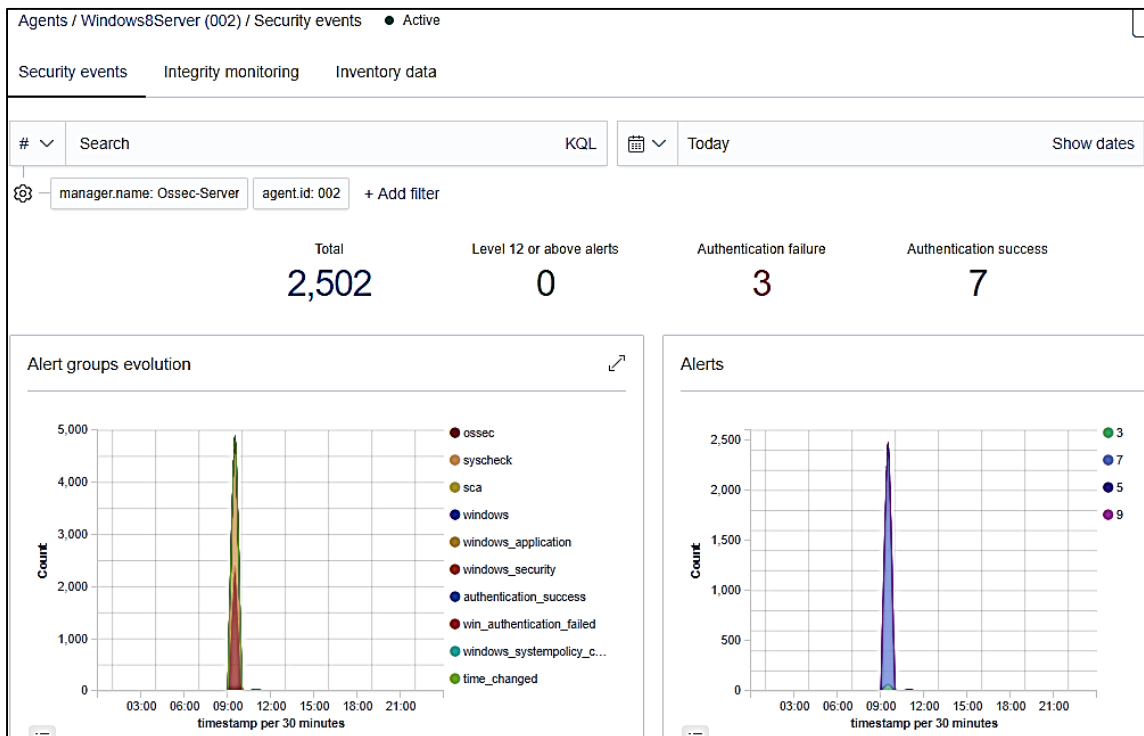 Agents / Windows8Server (002) / Security events ● Active
Security events Integrity monitoring Inventory data
# Search KQL Today Show dates
manager.name: Ossec-Server agent.id: 002 + Add filter
Total Level 12 or above alerts Authentication failure Authentication success
2,502 0 3 7
Alert groups evolution
5,000
4,000
3,000
2,000
1,000
0
Count
03:00 06:00 09:00 12:00 15:00 18:00 21:00
timestamp per 30 minutes
ossec
syscheck
sca
windows
windows_application
windows_security
authentication_success
win_authentication_failed
windows_systempolicy_c...
time_changed
Alerts
2,500
2,000
1,500
1,000
500
0
Count
03:00 06:00 09:00 12:00 15:00 18:00 21:00
timestamp per 30 minutes
3
7
5
9